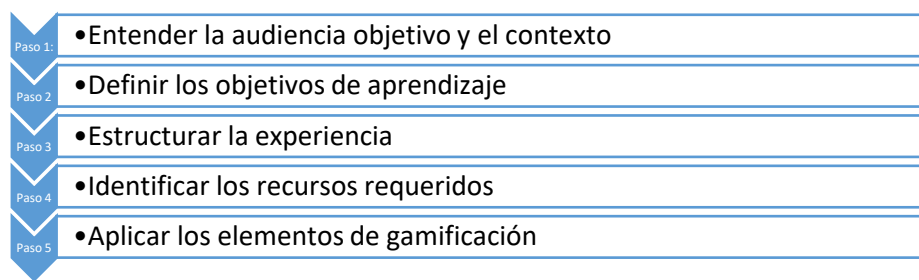 Paso 1:
•Entender la audiencia objetivo y el contexto
Paso 2
•Definir los objetivos de aprendizaje
Paso 3
•Estructurar la experiencia
Paso 4
•Identificar los recursos requeridos
Paso 5
•Aplicar los elementos de gamificación